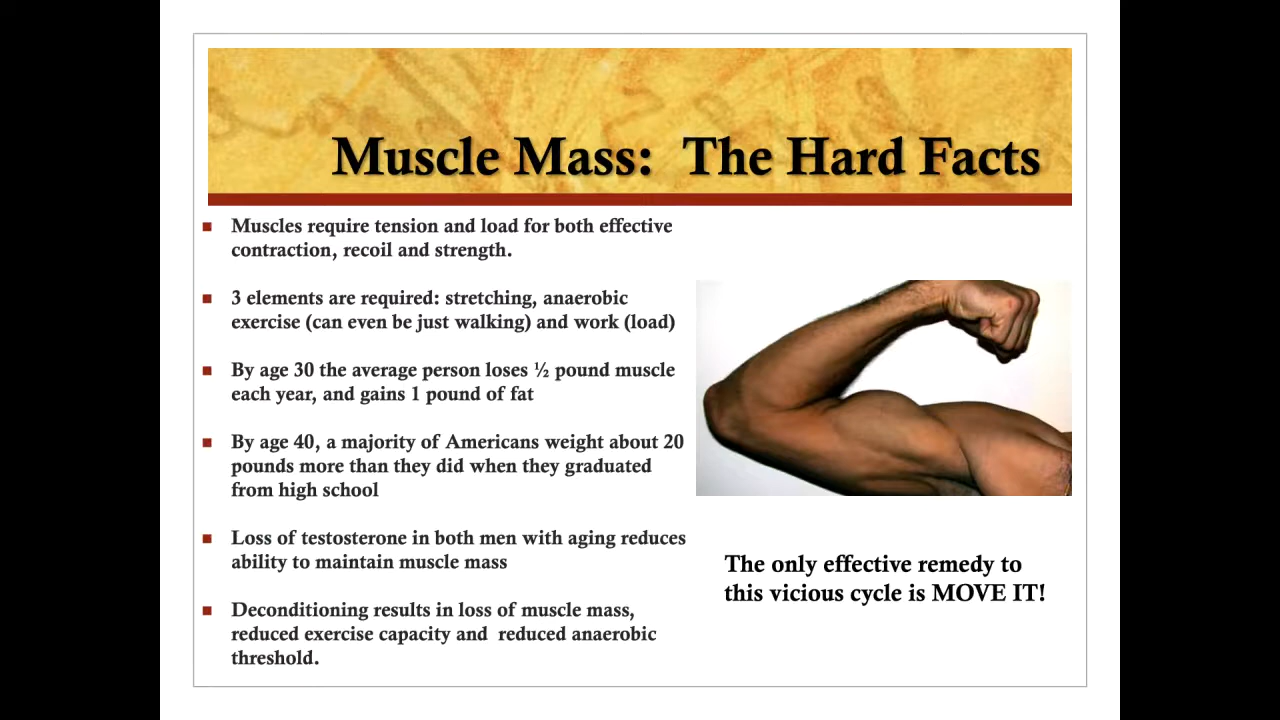 Muscle Mass:  The Hard Facts
Muscles require tension and load for both effective
contraction, recoil and strength.
3 elements are required: stretching, anaerobic
exercise (can even be just walking) and work (load)
By age 30 the average person loses ½ pound muscle
each year, and gains 1 pound of fat
By age 40, a majority of Americans weight about 20
pounds more than they did when they graduated
from high school
Loss of testosterone in both men with aging reduces
ability to maintain muscle mass
Deconditioning results in loss of muscle mass,
reduced exercise capacity and  reduced anaerobic
threshold.
The only effective remedy to
this vicious cycle is MOVE IT!